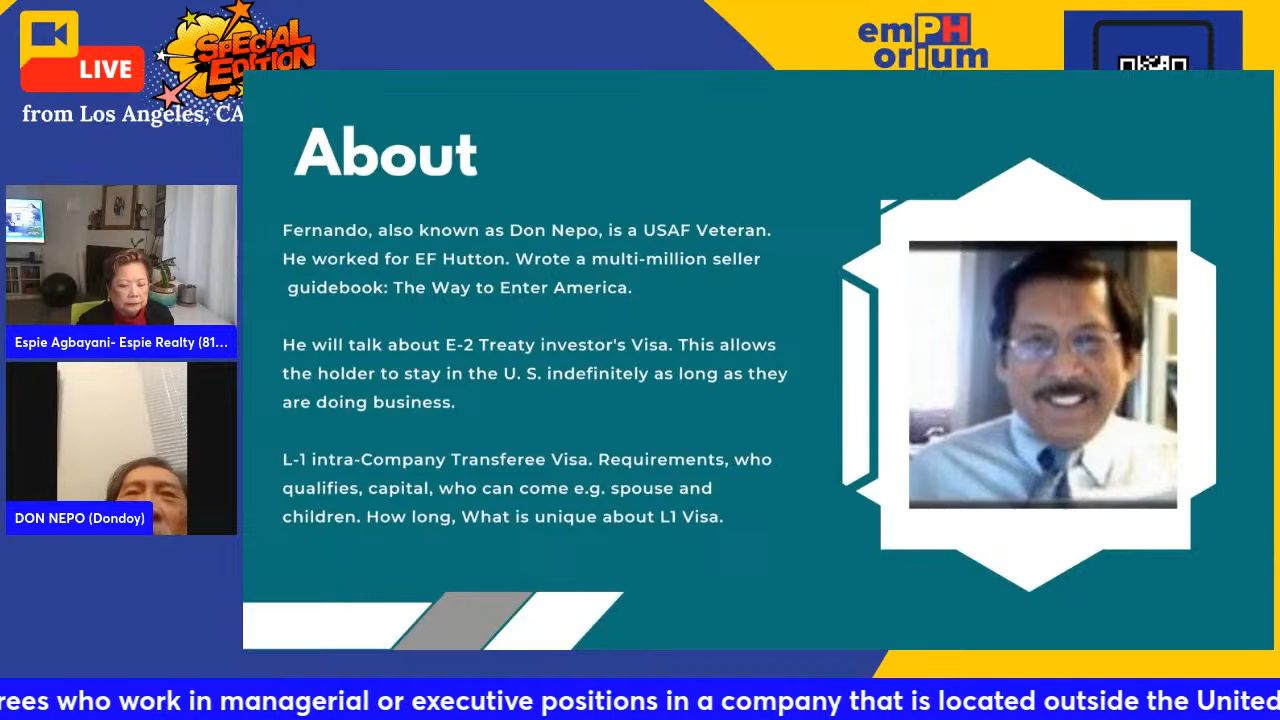 LIVE
SPECIAL
EDITION
from Los Angeles, CA
emPH
orium
About
Fernando, also known as Don Nepo, is a USAF Veteran.
He worked for EF Hutton. Wrote a multi-million seller
guidebook: The Way to Enter America.
He will talk about E-2 Treaty investor's Visa. This allows
the holder to stay in the U. S. indefinitely as long as they
are doing business.
L-1 intra-Company Transferee Visa. Requirements, who
qualifies, capital, who can come e.g. spouse and
children. How long, What is unique about L1 Visa.
Espie Agbayani- Espie Realty (81...
DON NEPO (Dondoy)
rees who work in managerial or executive positions in a company that is located outside the United